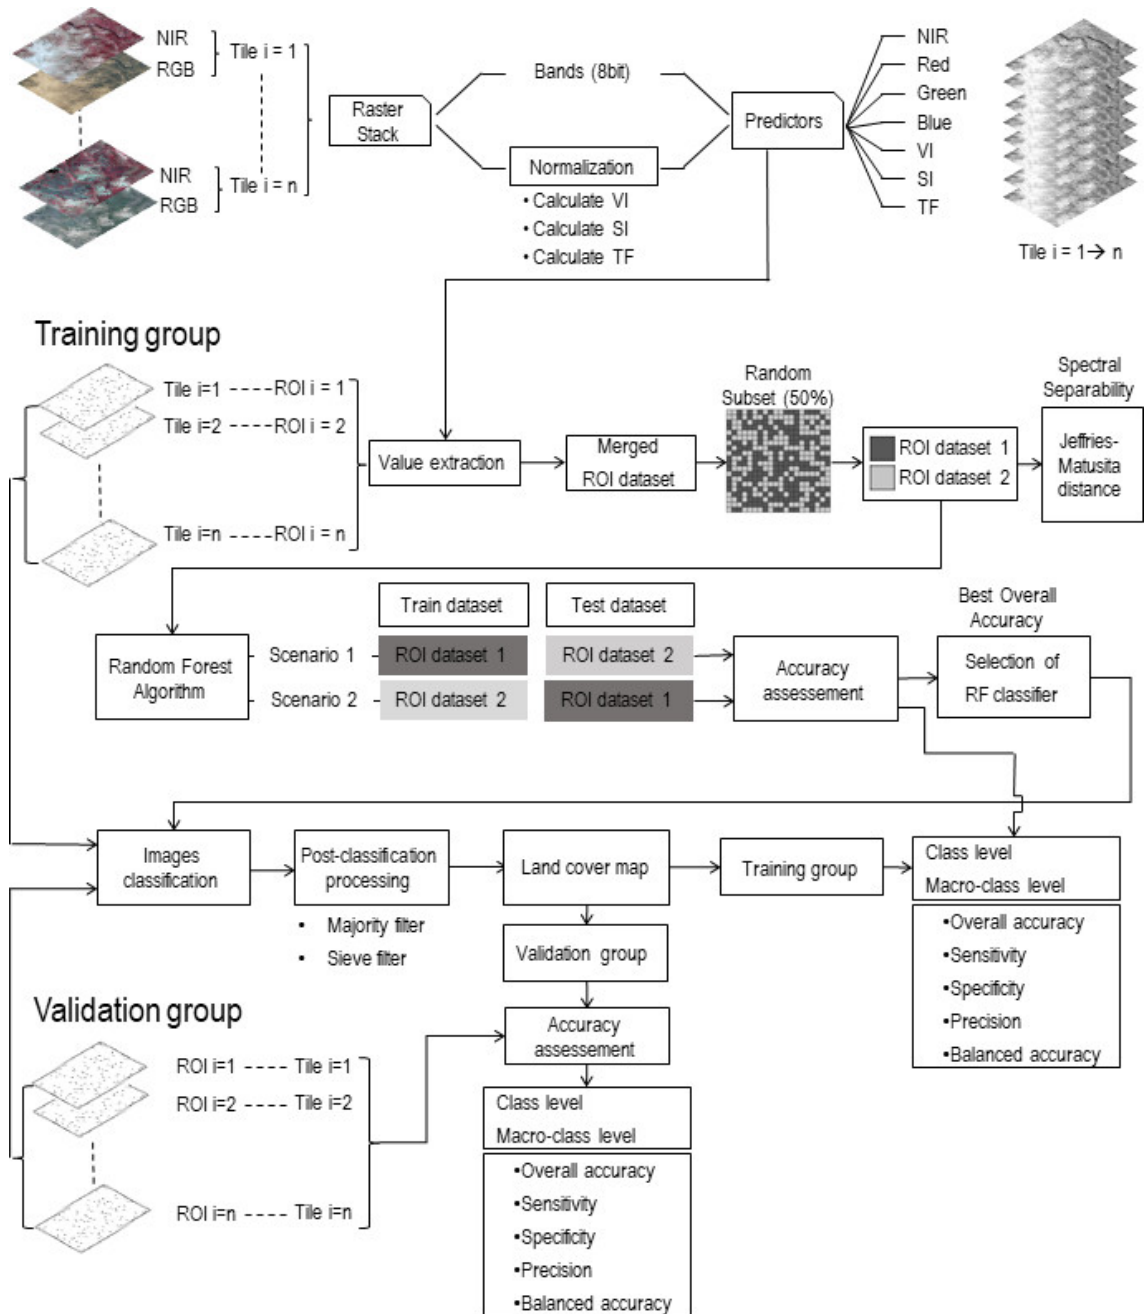 NIR
RGB
Tile i = 1
NIR
RGB
Tile i = n
Raster
Stack
Bands (8bit)
Normalization
• Calculate VI
• Calculate SI
• Calculate TF
Predictors
NIR
Red
Green
Blue
VI
SI
TF
Tile i = 1→ n
Training group
Tile i=1 ----ROI i = 1
Tile i=2 ----ROI i = 2
Tile i=n ----ROI i = n
Value extraction
Merged
ROI dataset
Random
Subset (50%)
ROI dataset 1
ROI dataset 2
Spectral
Separability
Jeffries-
Matusita
distance
Random Forest
Algorithm
Scenario 1
Scenario 2
Train dataset
ROI dataset 1
ROI dataset 2
Test dataset
ROI dataset 2
ROI dataset 1
Accuracy
assessement
Best Overall
Accuracy
Selection of
RF classifier
Images
classification
Post-classification
processing
• Majority filter
• Sieve filter
Land cover map
Training group
Class level
Macro-class level
•Overall accuracy
•Sensitivity
•Specificity
•Precision
•Balanced accuracy
Validation group
Accuracy
assessement
Class level
Macro-class level
•Overall accuracy
•Sensitivity
•Specificity
•Precision
•Balanced accuracy
Validation group
ROI i=1 ---- Tile i=1
ROI i=2 ---- Tile i=2
ROI i=n ---- Tile i=n